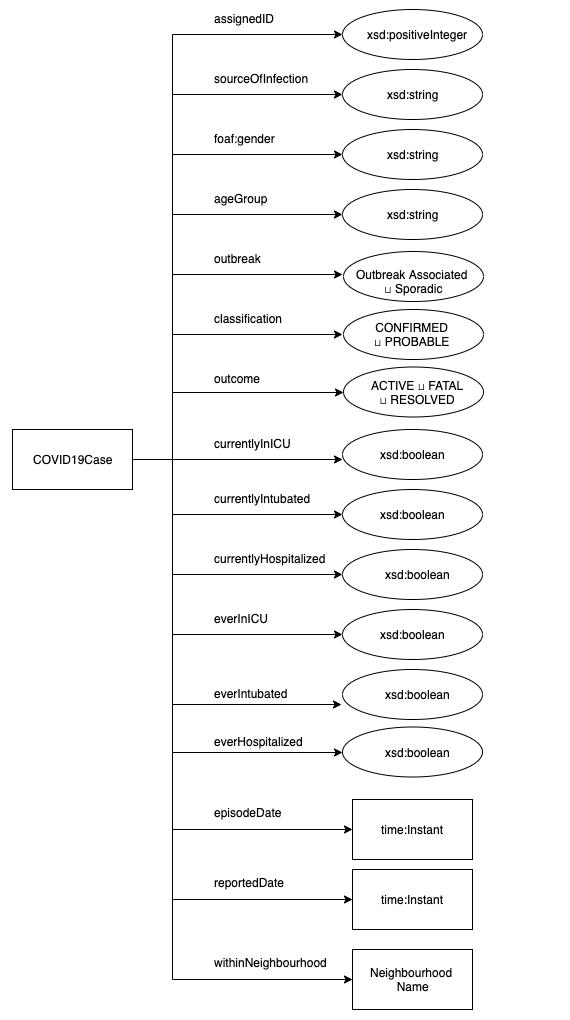 assignedID
xsd:positiveInteger
sourceOfInfection
xsd:string
foaf:gender
xsd:string
ageGroup
xsd:string
outbreak
Outbreak Associated
⊔ Sporadic
classification
CONFIRMED
⊔ PROBABLE
outcome
ACTIVE ⊔ FATAL
⊔ RESOLVED
COVID19Case
currentlyInICU
xsd:boolean
currentlyIntubated
xsd:boolean
currentlyHospitalized
xsd:boolean
everInICU
xsd:boolean
everIntubated
xsd:boolean
everHospitalized
xsd:boolean
episodeDate
time:Instant
reportedDate
time:Instant
withinNeighbourhood
Neighbourhood
Name